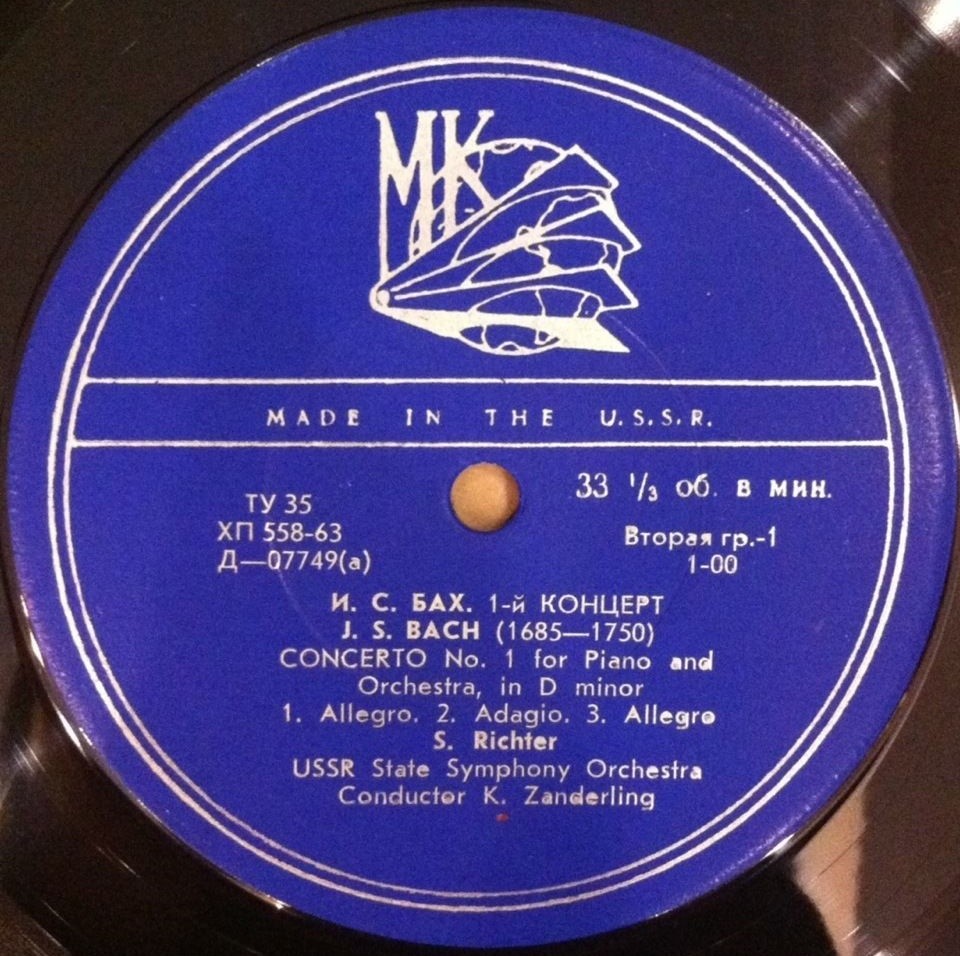 МК
MADE IN THE U.S.S.R.
33 1/3 об. в мин.
ТУ 35
ХП 558-63
Д—07749(а)
Вторая гр.-1
1-00
И. С. БАХ. 1-й КОНЦЕРТ
J. S. BACH (1685—1750)
CONCERTO No. 1 for Piano and
Orchestra, in D minor
1. Allegro. 2. Adagio. 3. Allegro
S. Richter
USSR State Symphony Orchestra
Conductor K. Zanderling